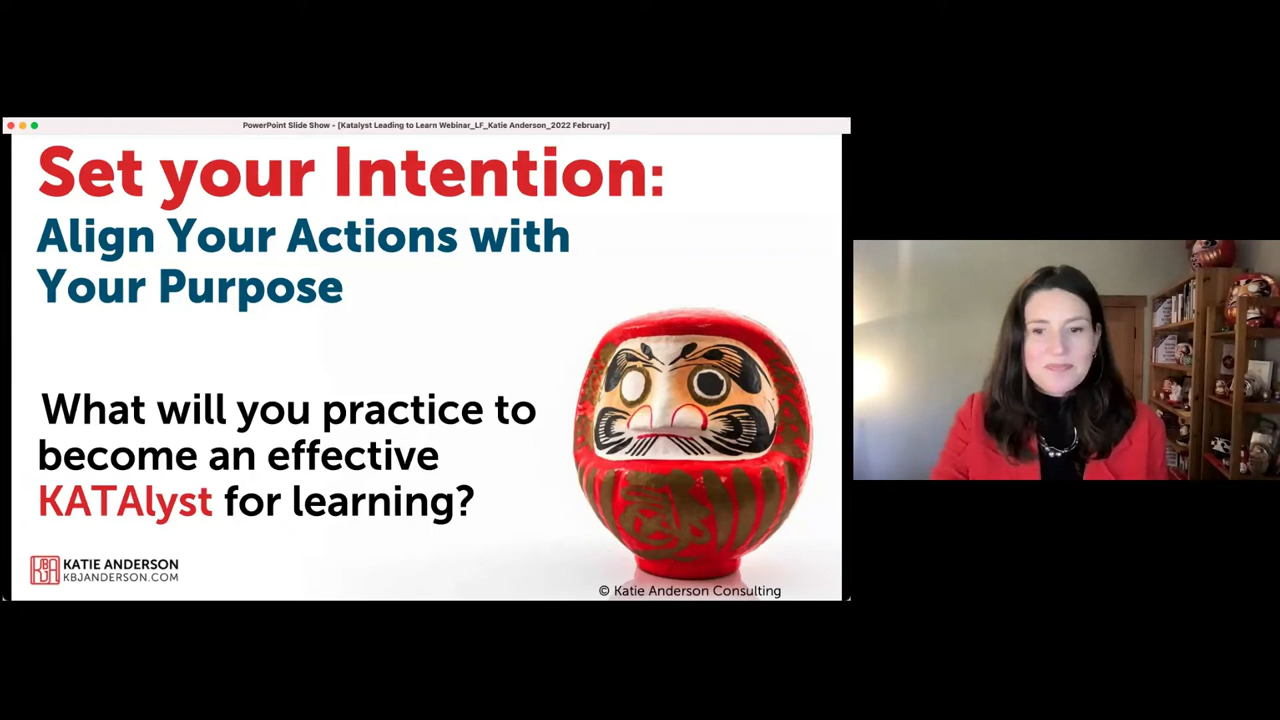 PowerPoint Slide Show - [Katalyst Leading to Learn Webinar_LF_Katie Anderson_2022 February]
Set your Intention:
Align Your Actions with
Your Purpose
What will you practice to
become an effective
KATAlyst for learning?
KATIE ANDERSON
KBJANDERSON.COM
© Katie Anderson Consulting